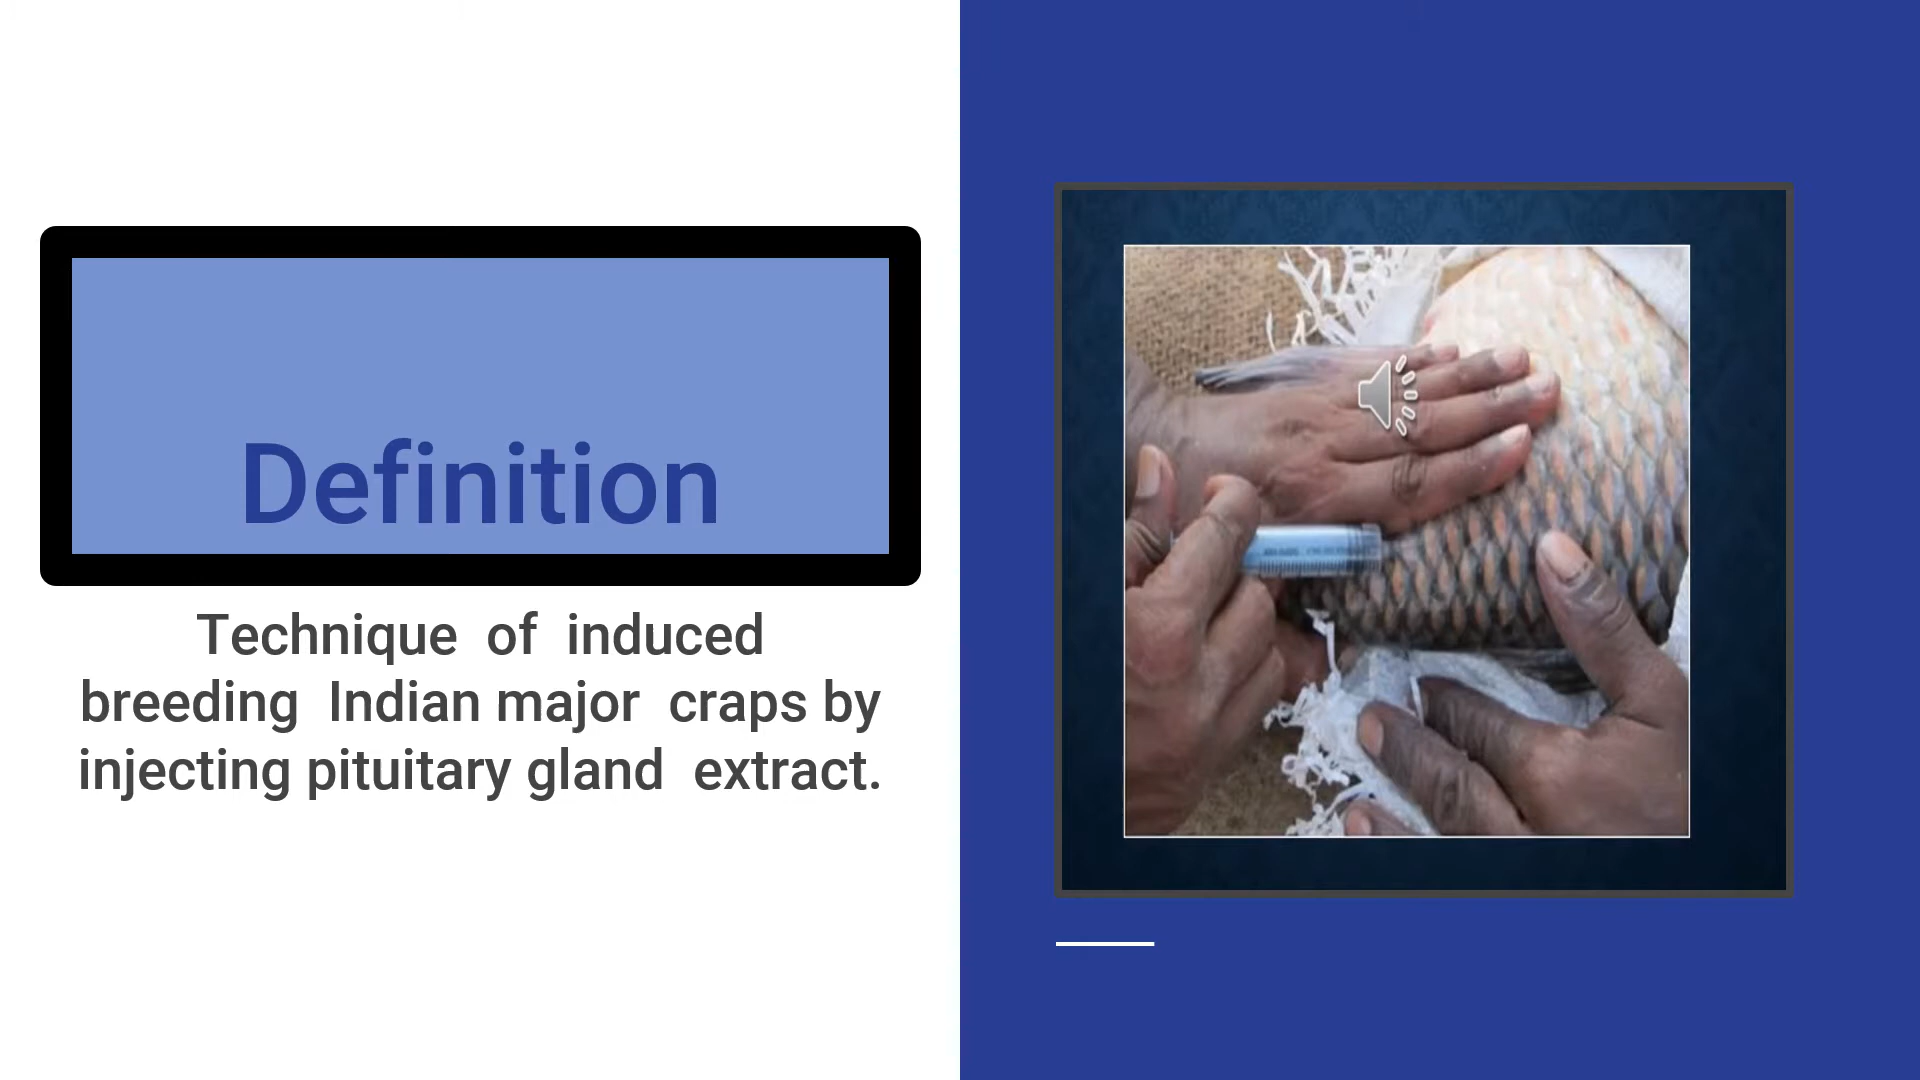 Definition
Technique of induced
breeding Indian major craps by
injecting pituitary gland extract.